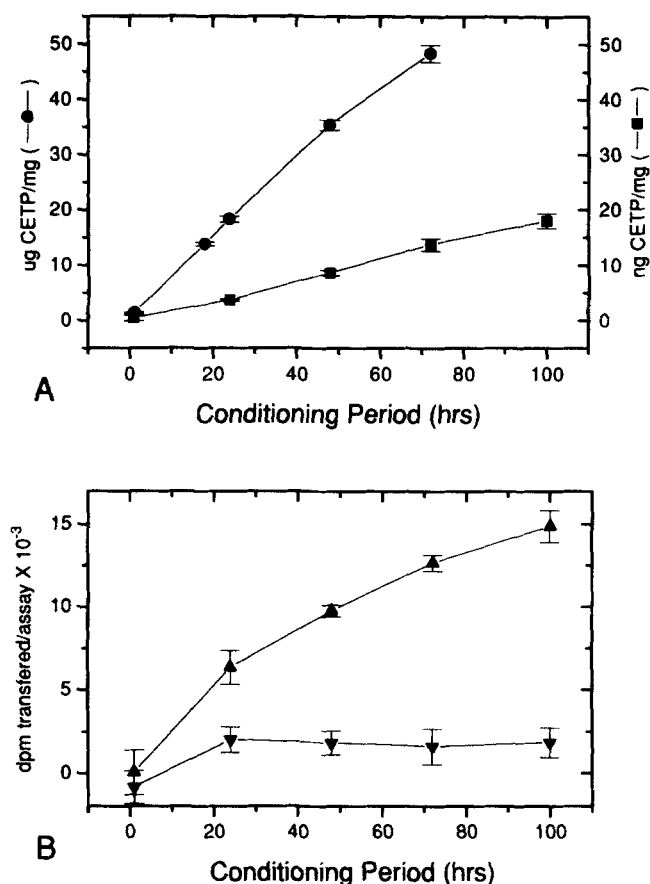 50
40
30
20
10
0
ug CETP/mg ( —●— )
50
40
30
20
10
0
ng CETP/mg ( —■— )
0 20 40 60 80 100
A
Conditioning Period (hrs)
15
10
5
0
dpm transfered/assay X 10⁻³
0 20 40 60 80 100
B
Conditioning Period (hrs)